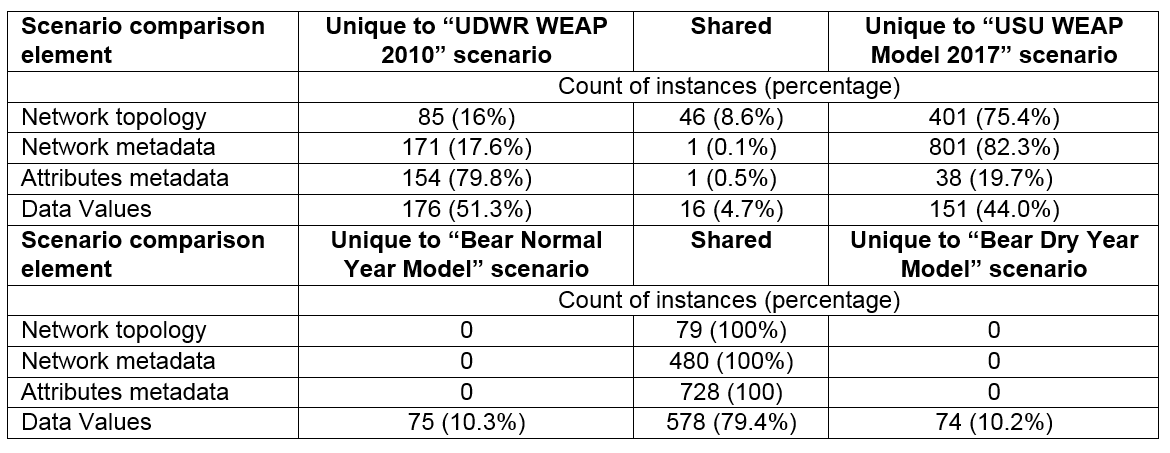 Scenario comparison element | Unique to “UDWR WEAP 2010” scenario | Shared | Unique to “USU WEAP Model 2017” scenario
Count of instances (percentage)
Network topology | 85 (16%) | 46 (8.6%) | 401 (75.4%)
Network metadata | 171 (17.6%) | 1 (0.1%) | 801 (82.3%)
Attributes metadata | 154 (79.8%) | 1 (0.5%) | 38 (19.7%)
Data Values | 176 (51.3%) | 16 (4.7%) | 151 (44.0%)
Scenario comparison element | Unique to “Bear Normal Year Model” scenario | Shared | Unique to “Bear Dry Year Model” scenario
Count of instances (percentage)
Network topology | 0 | 79 (100%) | 0
Network metadata | 0 | 480 (100%) | 0
Attributes metadata | 0 | 728 (100) | 0
Data Values | 75 (10.3%) | 578 (79.4%) | 74 (10.2%)